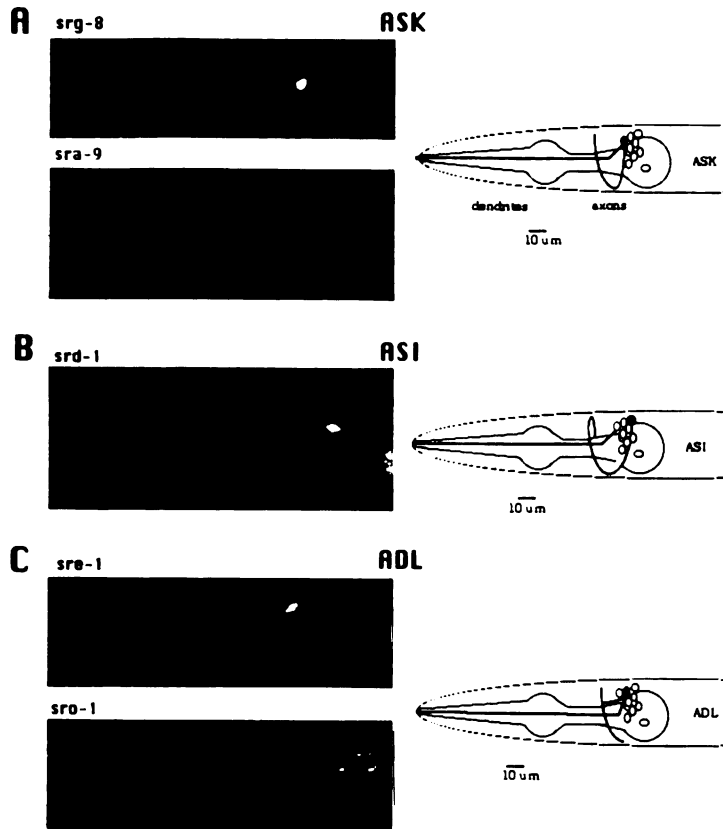 A
srg-8
ASK
sra-9
ASK
dendrites
axons
10 um
B
srd-1
ASI
ASI
10 um
C
sre-1
ADL
sro-1
ADL
10 um